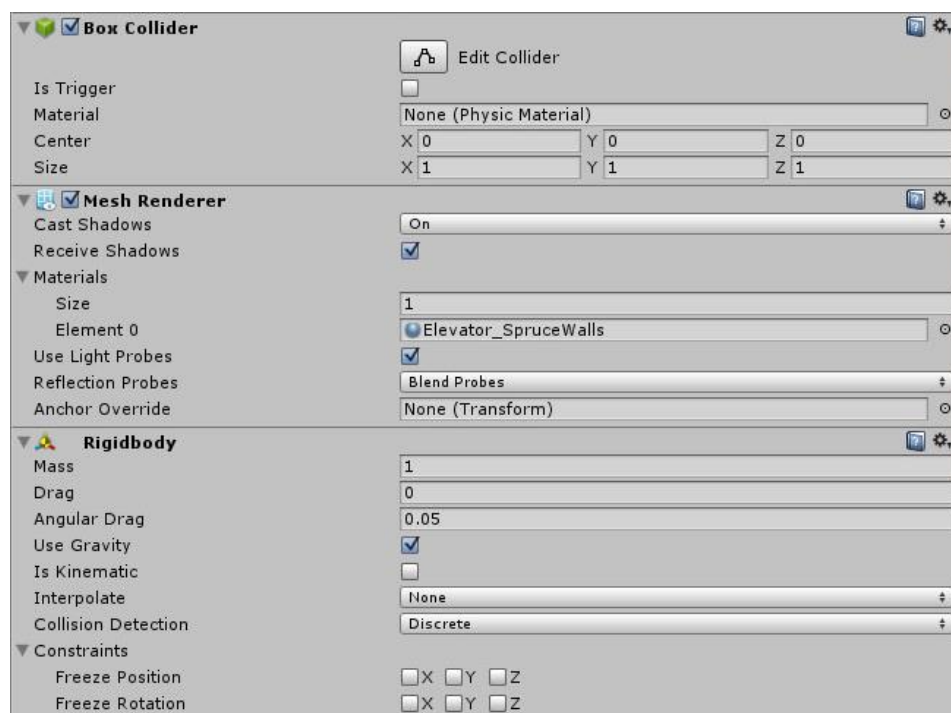 Box Collider
Edit Collider
Is Trigger
Material None (Physic Material)
Center X 0 Y 0 Z 0
Size X 1 Y 1 Z 1
Mesh Renderer
Cast Shadows On
Receive Shadows
Materials
Size 1
Element 0 Elevator_SpruceWalls
Use Light Probes
Reflection Probes Blend Probes
Anchor Override None (Transform)
Rigidbody
Mass 1
Drag 0
Angular Drag 0.05
Use Gravity
Is Kinematic
Interpolate None
Collision Detection Discrete
Constraints
Freeze Position X Y Z
Freeze Rotation X Y Z